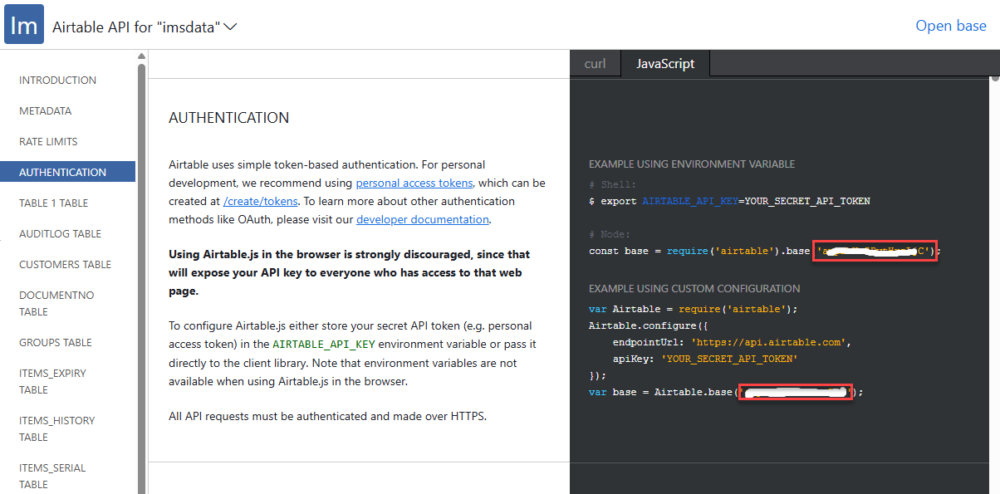 Im
Airtable API for "imsdata"
Open base
INTRODUCTION
METADATA
RATE LIMITS
AUTHENTICATION
TABLE 1 TABLE
AUDITLOG TABLE
CUSTOMERS TABLE
DOCUMENTNO
TABLE
GROUPS TABLE
ITEMS_EXPIRY
TABLE
ITEMS_HISTORY
TABLE
ITEMS_SERIAL
TABLE
AUTHENTICATION
Airtable uses simple token-based authentication. For personal
development, we recommend using personal access tokens, which can be
created at /create/tokens. To learn more about other authentication
methods like OAuth, please visit our developer documentation.
Using Airtable.js in the browser is strongly discouraged, since that
will expose your API key to everyone who has access to that web
page.
To configure Airtable.js either store your secret API token (e.g. personal
access token) in the AIRTABLE_API_KEY environment variable or pass it
directly to the client library. Note that environment variables are not
available when using Airtable.js in the browser.
All API requests must be authenticated and made over HTTPS.
curl
JavaScript
EXAMPLE USING ENVIRONMENT VARIABLE
# Shell:
$ export AIRTABLE_API_KEY=YOUR_SECRET_API_TOKEN
# Node:
const base = require('airtable').base
EXAMPLE USING CUSTOM CONFIGURATION
var Airtable = require('airtable');
Airtable.configure({
endpointUrl: 'https://api.airtable.com',
apiKey: 'YOUR_SECRET_API_TOKEN'
});
var base = Airtable.base( );